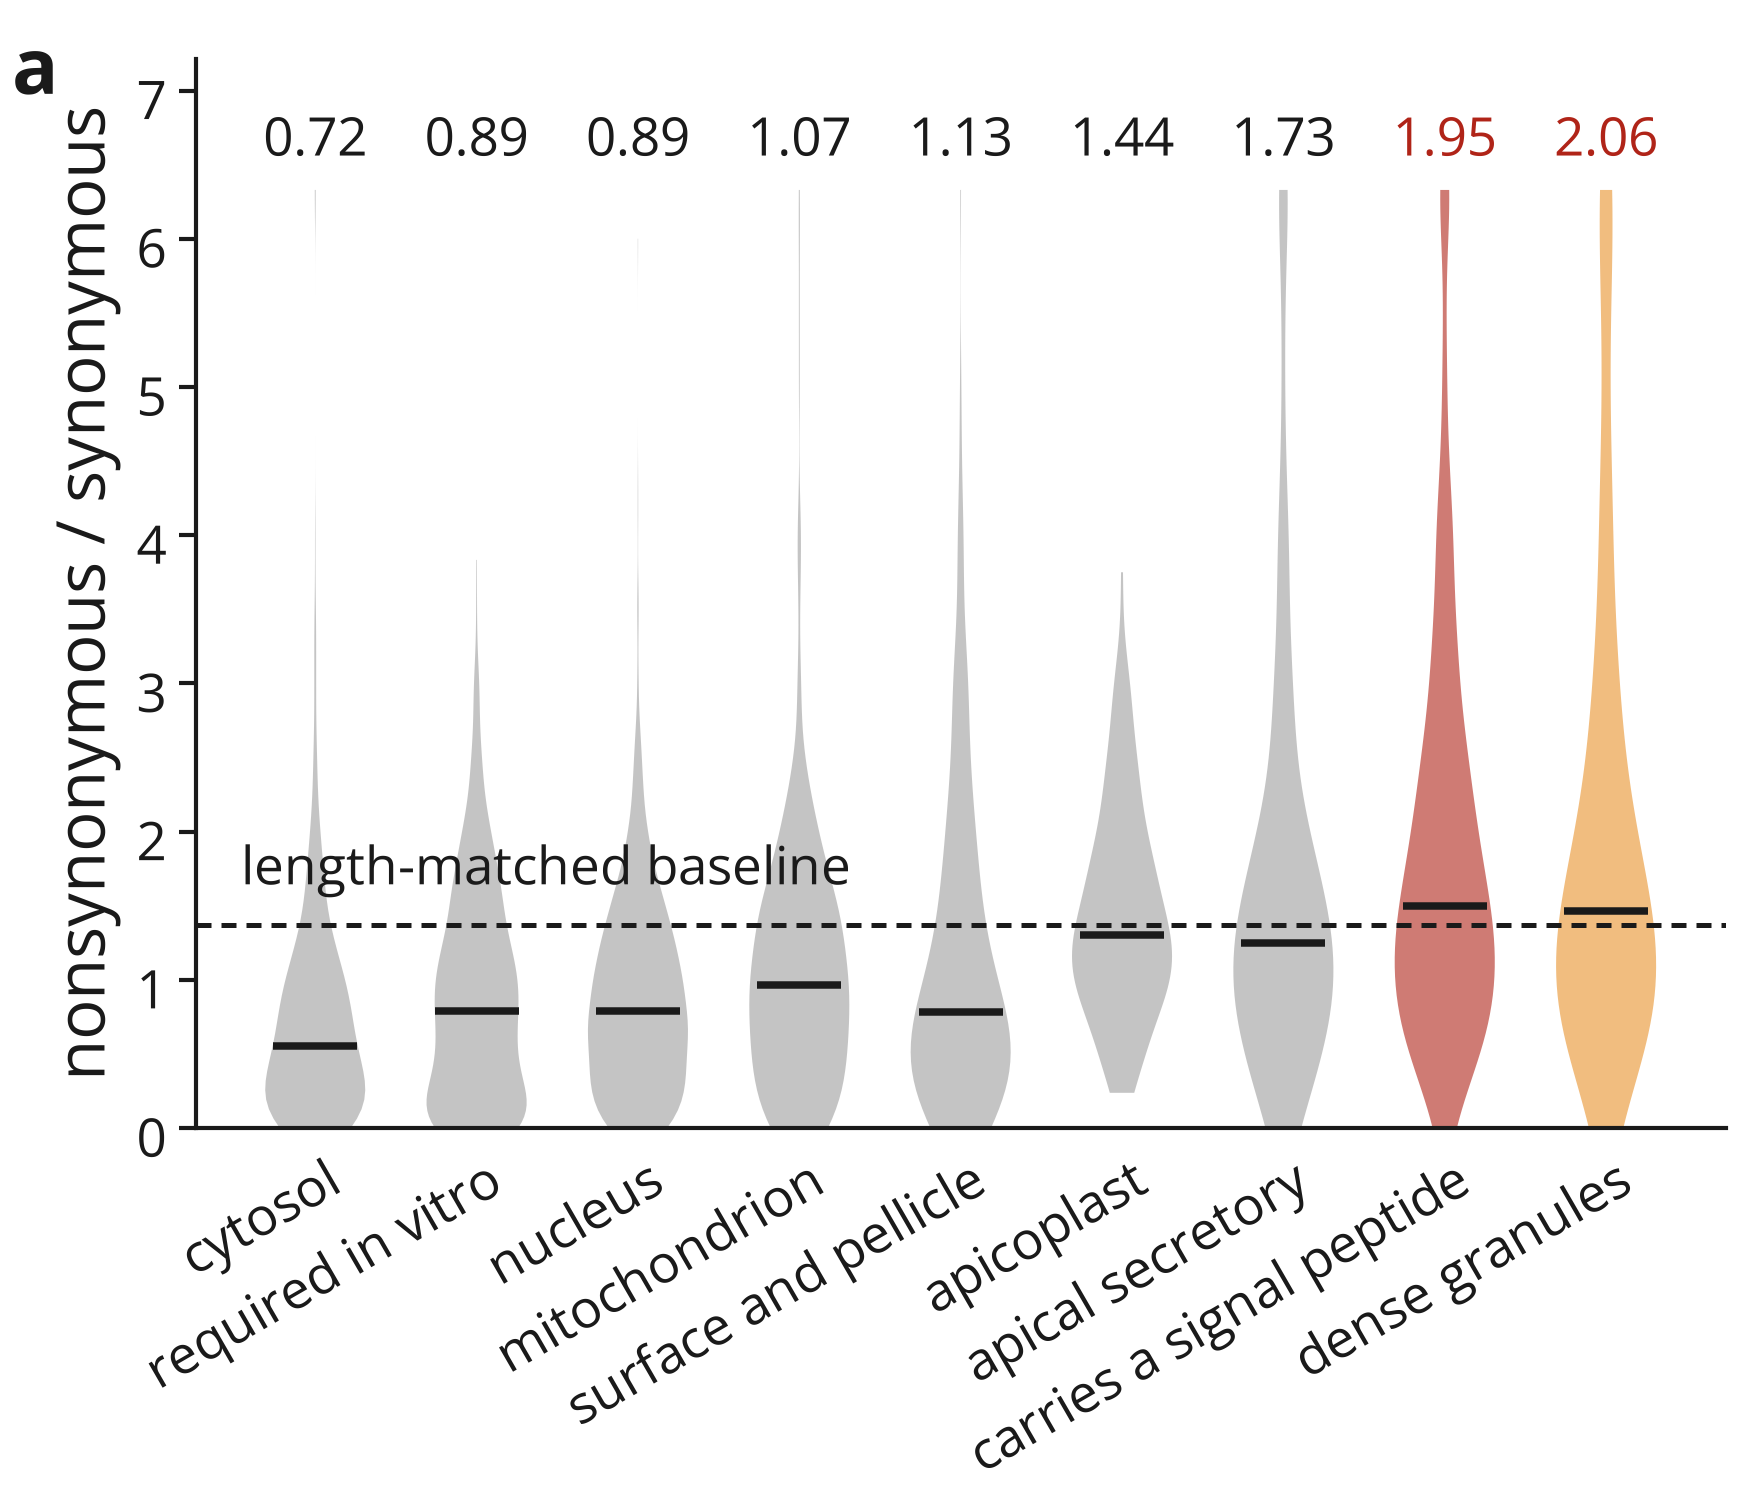 a
nonsynonymous / synonymous
7
6
5
4
3
2
1
0
0.72 0.89 0.89 1.07 1.13 1.44 1.73 1.95 2.06
length-matched baseline
cytosol
required in vitro
nucleus
mitochondrion
surface and pellicle
apicoplast
apical secretory
carries a signal peptide
dense granules